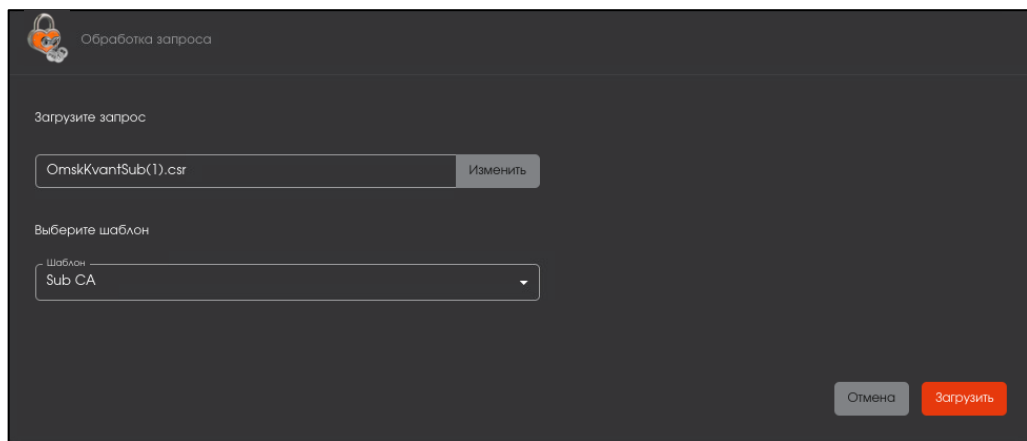 Обработка запроса
Загрузите запрос
OmskKvantSub(1).csr
Изменить
Выберите шаблон
Шаблон
Sub CA
Отмена
Загрузить